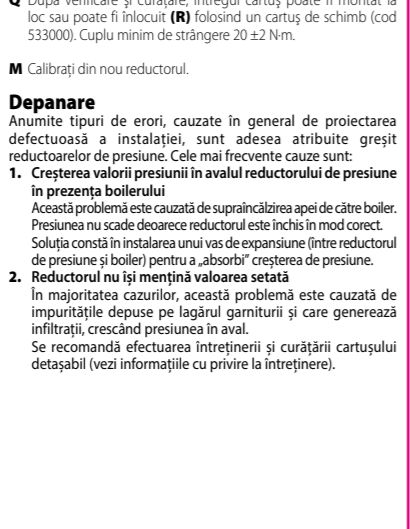 Q După verificare și curățare, întregul cartuș poate fi montat la
loc sau poate fi înlocuit (R) folosind un cartuș de schimb (cod
533000). Cuplu minim de strângere 20 ±2 N·m.
M Calibrați din nou reductorul.
Depanare
Anumite tipuri de erori, cauzate în general de proiectarea
defectuoasă a instalației, sunt adesea atribuite greșit
reductoarelor de presiune. Cele mai frecvente cauze sunt:
1. Creșterea valorii presiunii în avalul reductorului de presiune
în prezența boilerului
Această problemă este cauzată de supraîncălzirea apei de către boiler.
Presiunea nu scade deoarece reductorul este închis în mod corect.
Soluția constă în instalarea unui vas de expansiune (între reductorul
de presiune și boiler) pentru a „absorbi” creșterea de presiune.
2. Reductorul nu își menține valoarea setată
În majoritatea cazurilor, această problemă este cauzată de
impuritățile depuse pe lagărul garniturii și care generează
infiltrații, crescând presiunea în aval.
Se recomandă efectuarea întreținerii și curățării cartușului
detașabil (vezi informațiile cu privire la întreținere).